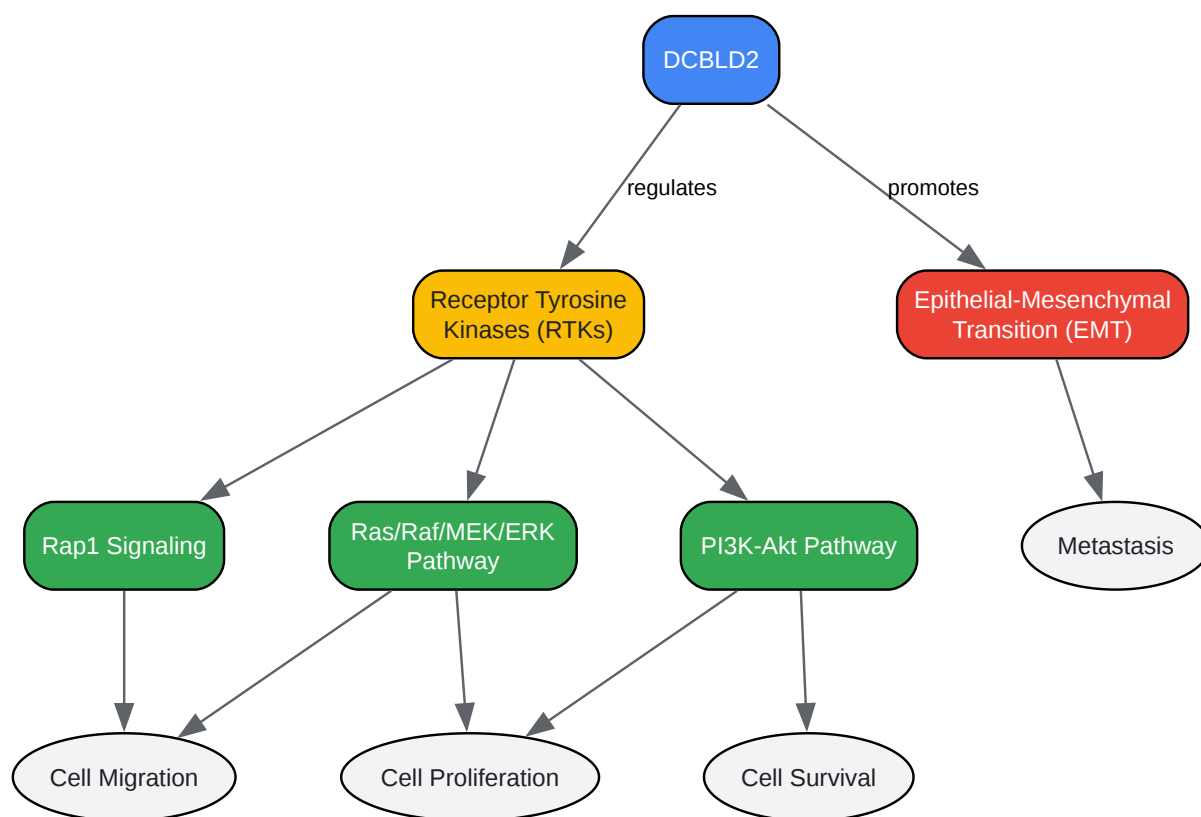 DCBLD2
regulates
promotes
Receptor Tyrosine
Kinases (RTKs)
Epithelial-Mesenchymal
Transition (EMT)
Rap1 Signaling
Ras/Raf/MEK/ERK
Pathway
PI3K-Akt Pathway
Metastasis
Cell Migration
Cell Proliferation
Cell Survival